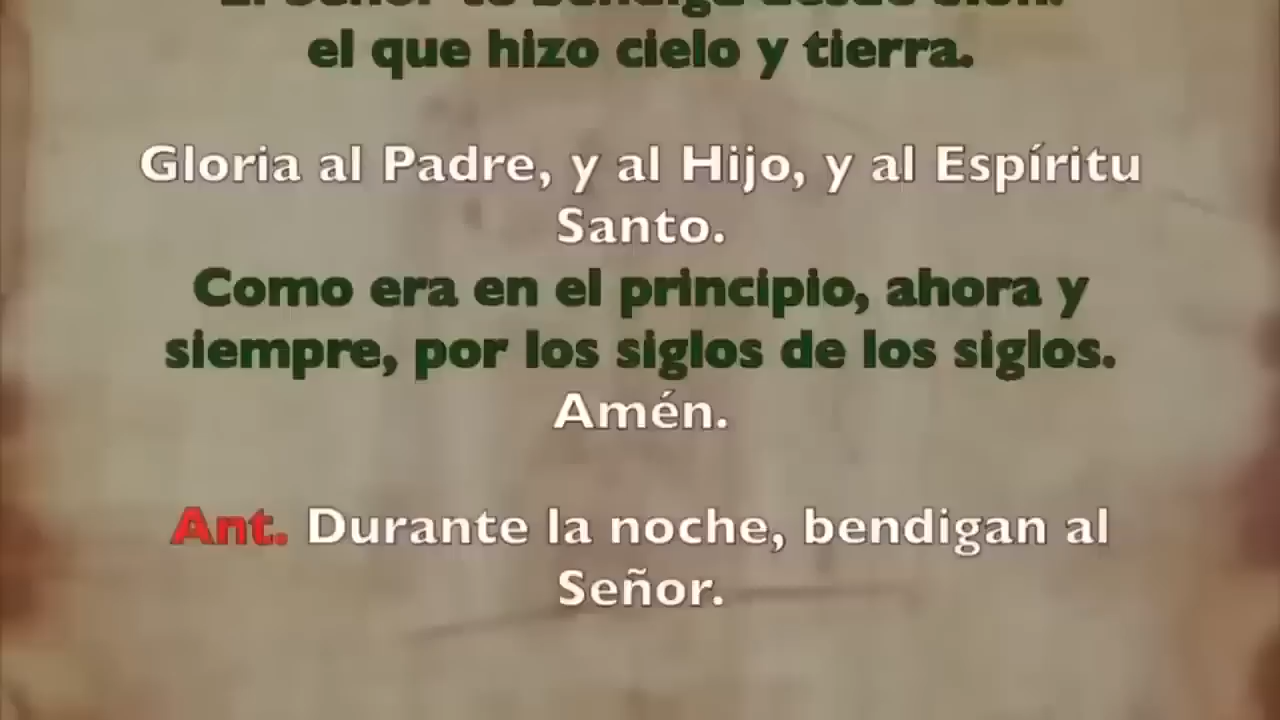 el que hizo cielo y tierra.
Gloria al Padre, y al Hijo, y al Espíritu
Santo.
Como era en el principio, ahora y
siempre, por los siglos de los siglos.
Amén.
Ant. Durante la noche, bendigan al
Señor.